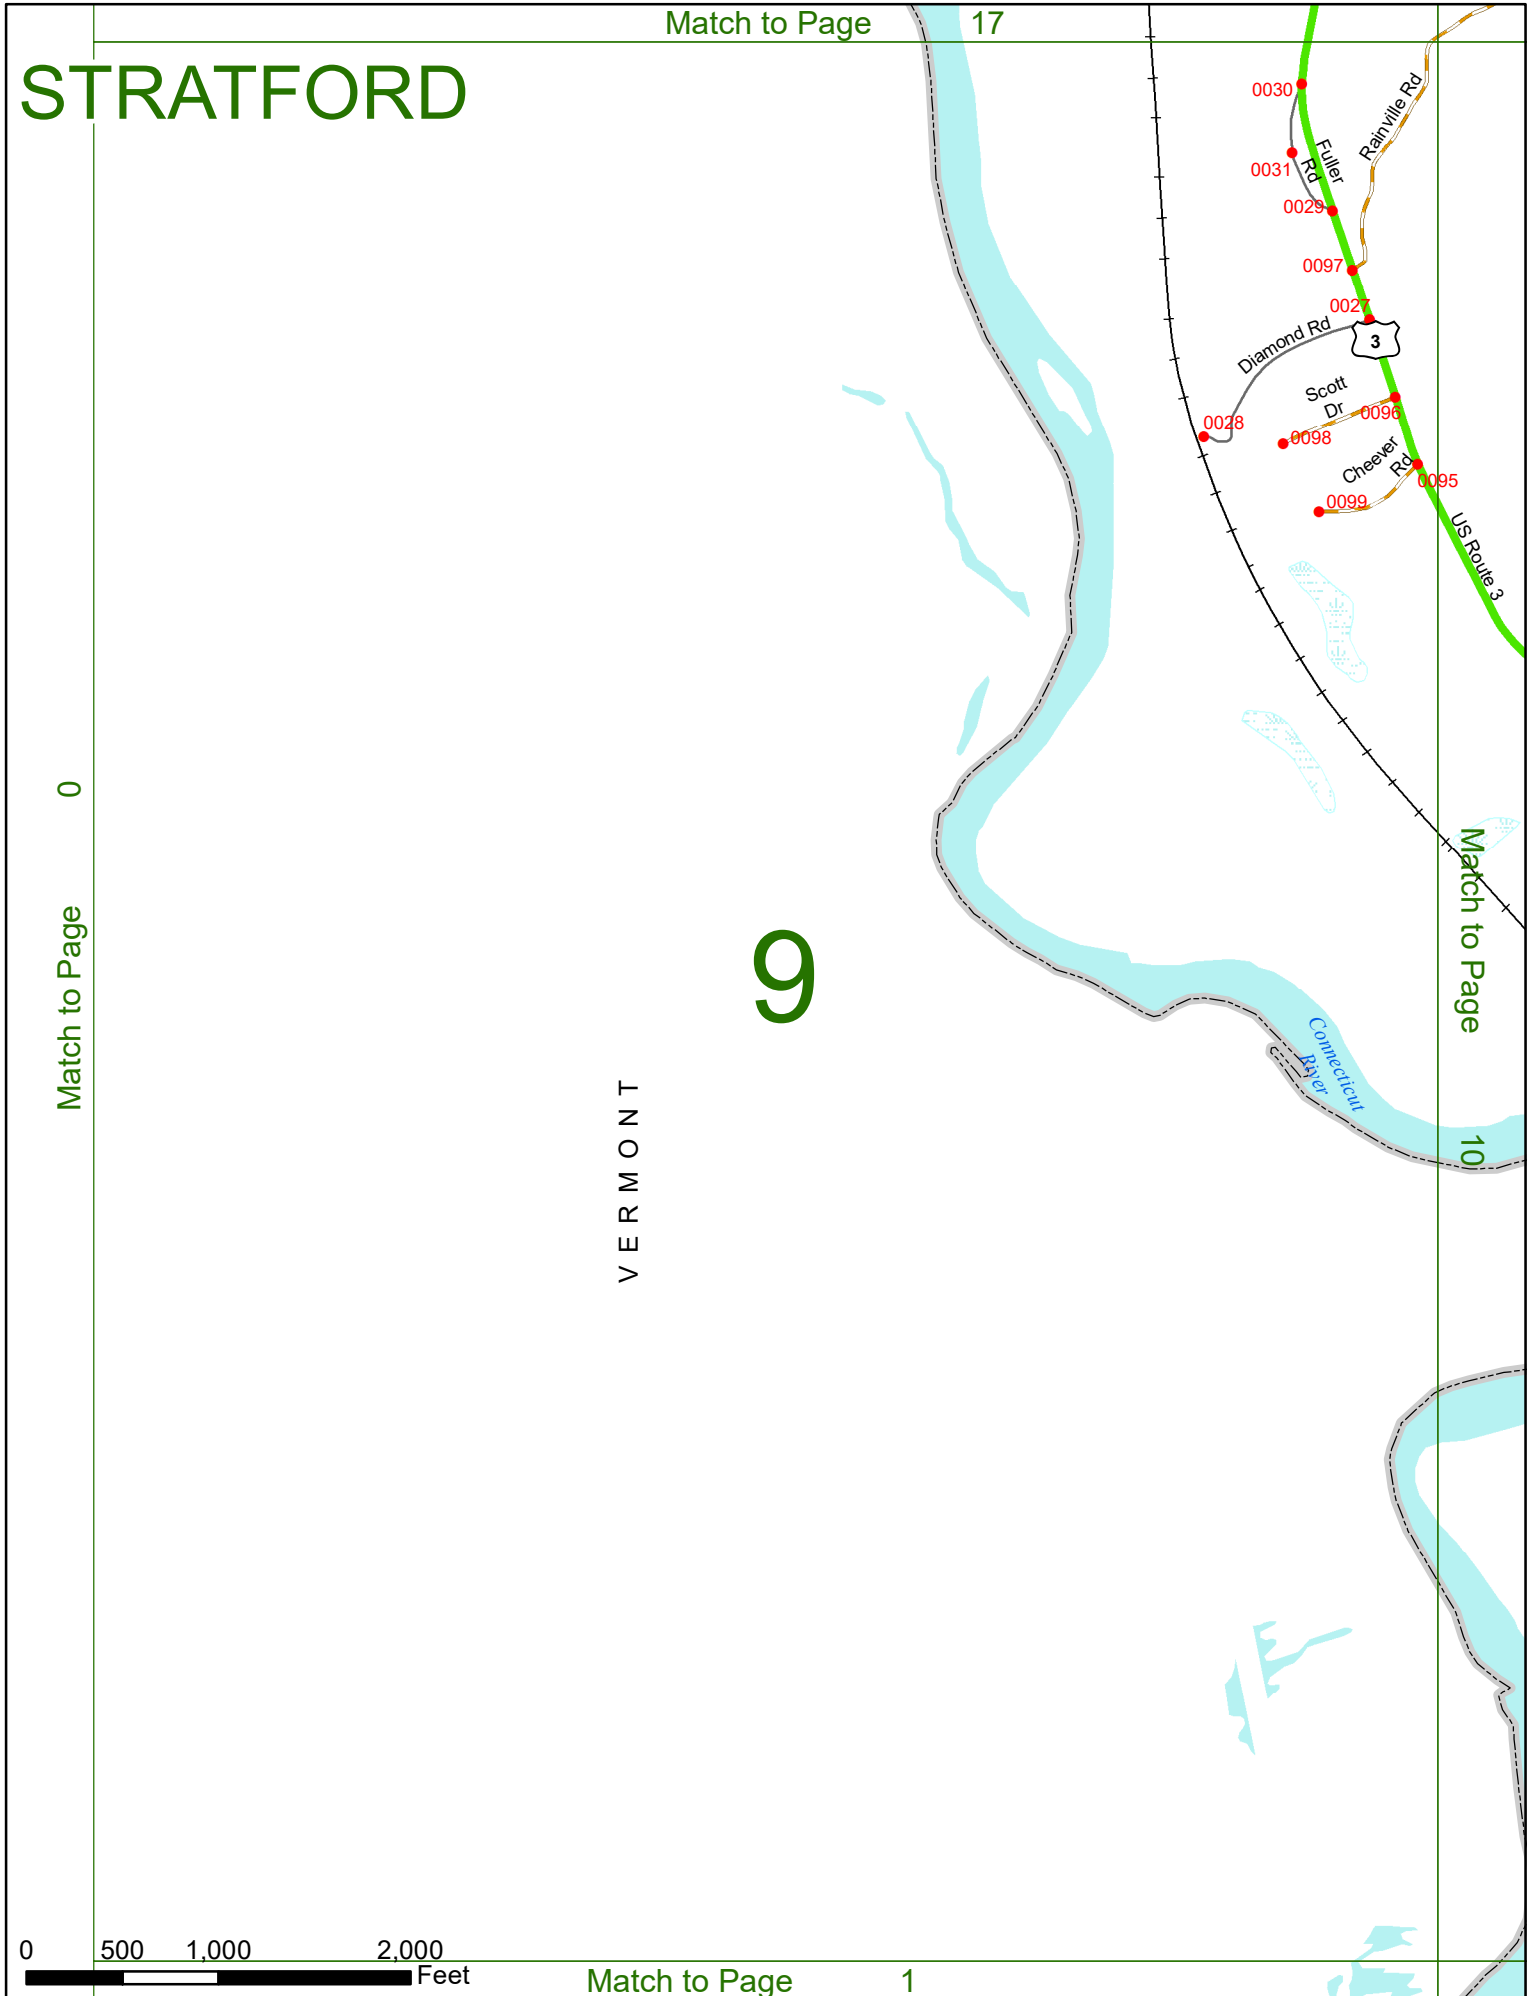 Match to Page 17
STRATFORD
0030
Rainville Rd
Fuller
Rd
0031
0029
0097
0027
3
Diamond Rd
Scott
Dr
0096
0028
0098
Cheever
Rd
0095
0099
US Route 3
Match to Page 0
Match to Page 10
9
Connecticut
River
VERMONT
0 500 1,000 2,000
Feet
Match to Page 1